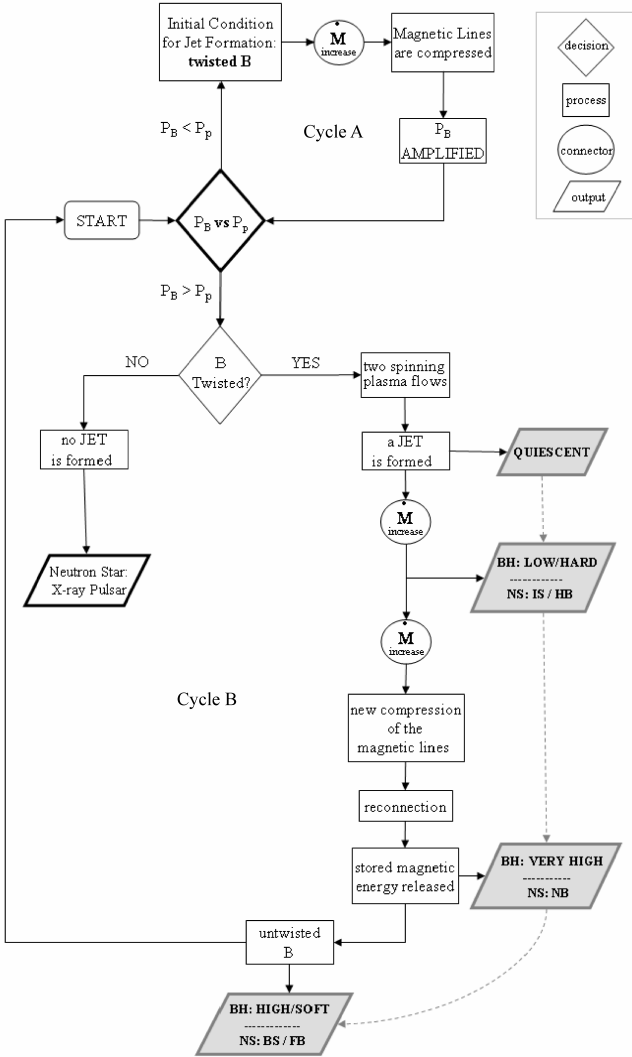 Initial Condition
for Jet Formation:
twisted B
Ṁ
increase
Magnetic Lines
are compressed
decision
process
connector
output
P_B < P_p
Cycle A
P_B
AMPLIFIED
START
P_B vs P_p
P_B > P_p
NO
B
Twisted?
YES
two spinning
plasma flows
no JET
is formed
a JET
is formed
QUIESCENT
Ṁ
increase
Neutron Star:
X-ray Pulsar
BH: LOW/HARD
------------
NS: IS / HB
Ṁ
increase
Cycle B
new compression
of the
magnetic lines
reconnection
stored magnetic
energy released
BH: VERY HIGH
-----------
NS: NB
untwisted
B
BH: HIGH/SOFT
-------------
NS: BS / FB